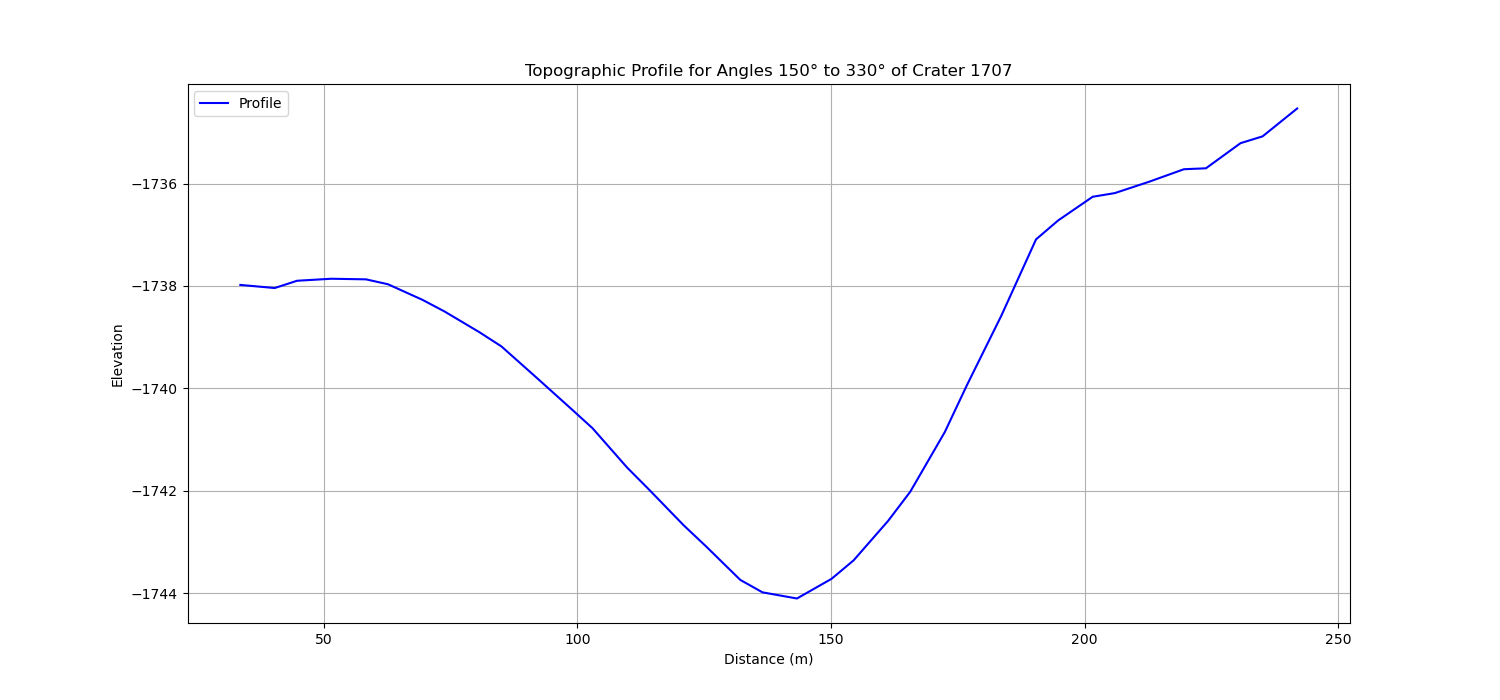 Topographic Profile for Angles 150° to 330° of Crater 1707
Profile
−1736
−1738
−1740
−1742
−1744
Elevation
50
100
150
200
250
Distance (m)